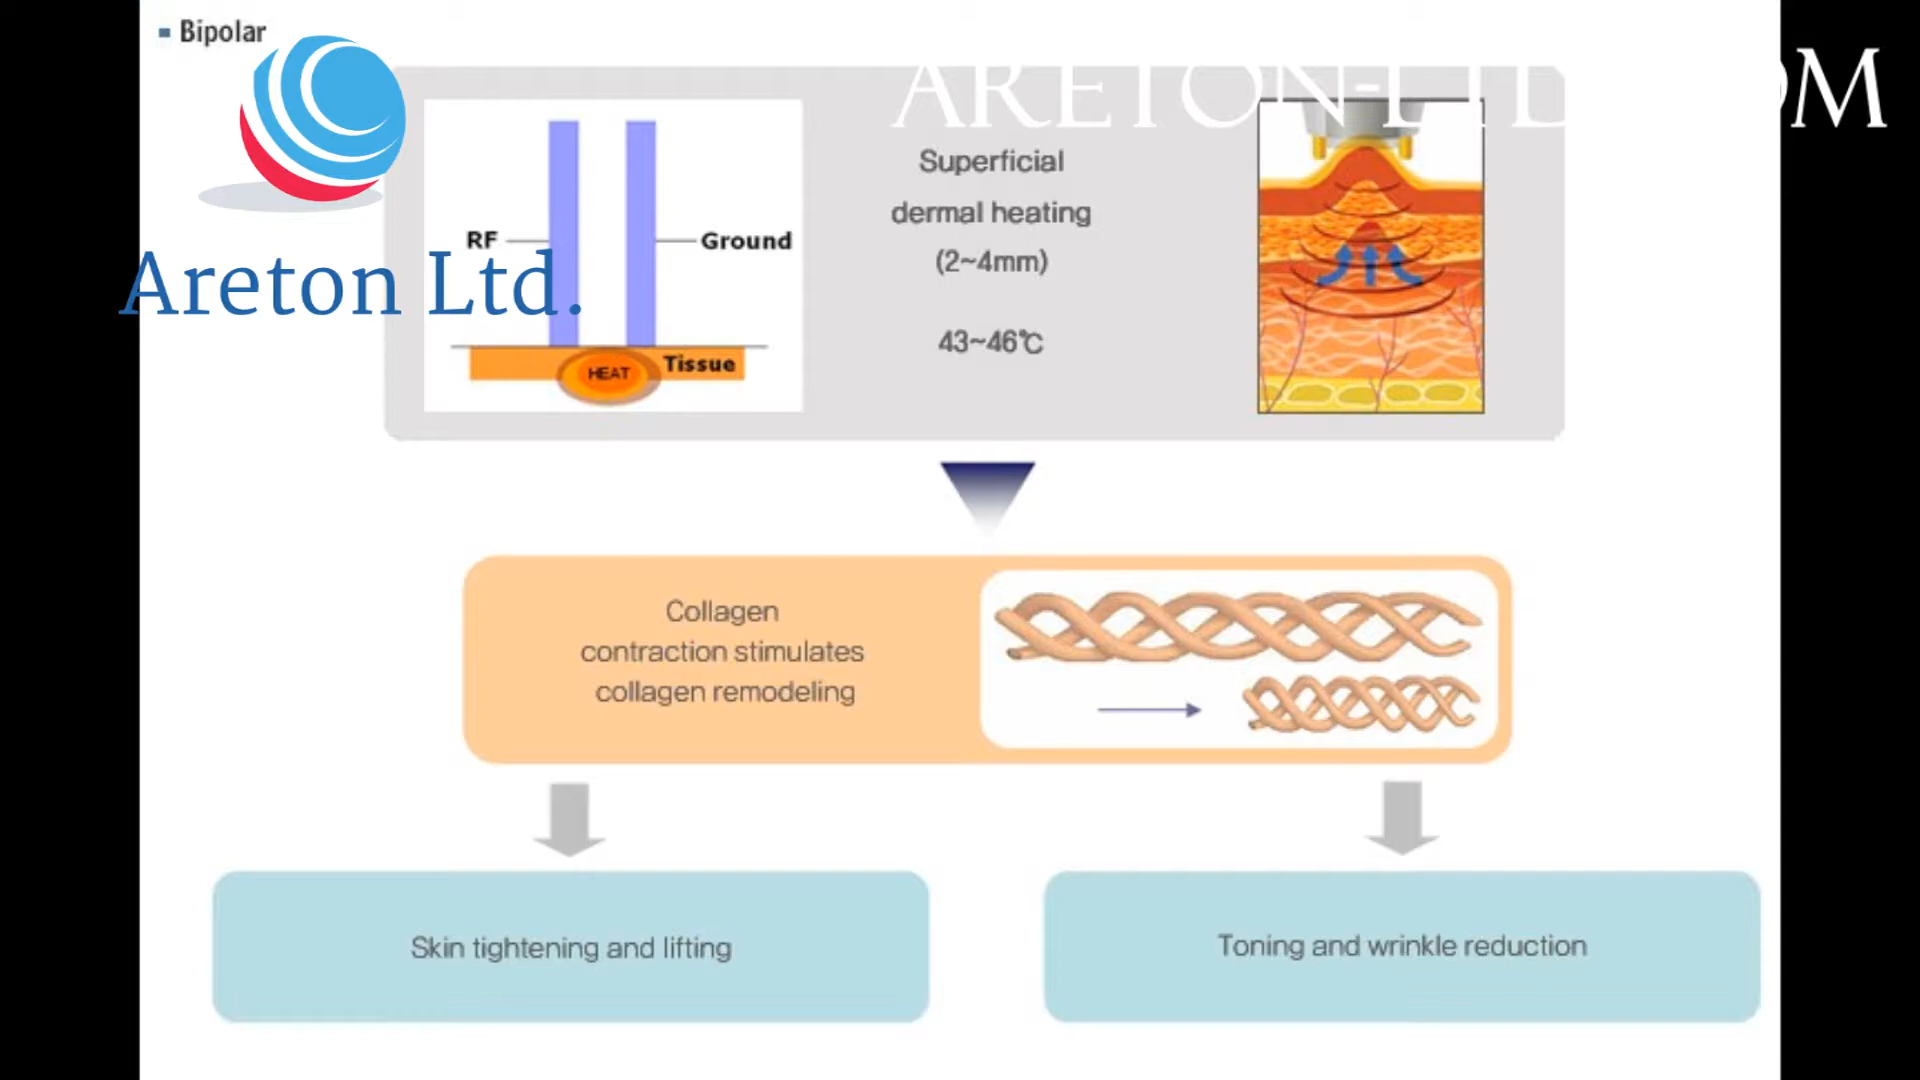 Bipolar
ARETON-LTD.COM
Superficial
dermal heating
(2~4mm)
43~46℃
RF
Ground
Areton Ltd.
HEAT
Tissue
Collagen
contraction stimulates
collagen remodeling
Skin tightening and lifting
Toning and wrinkle reduction